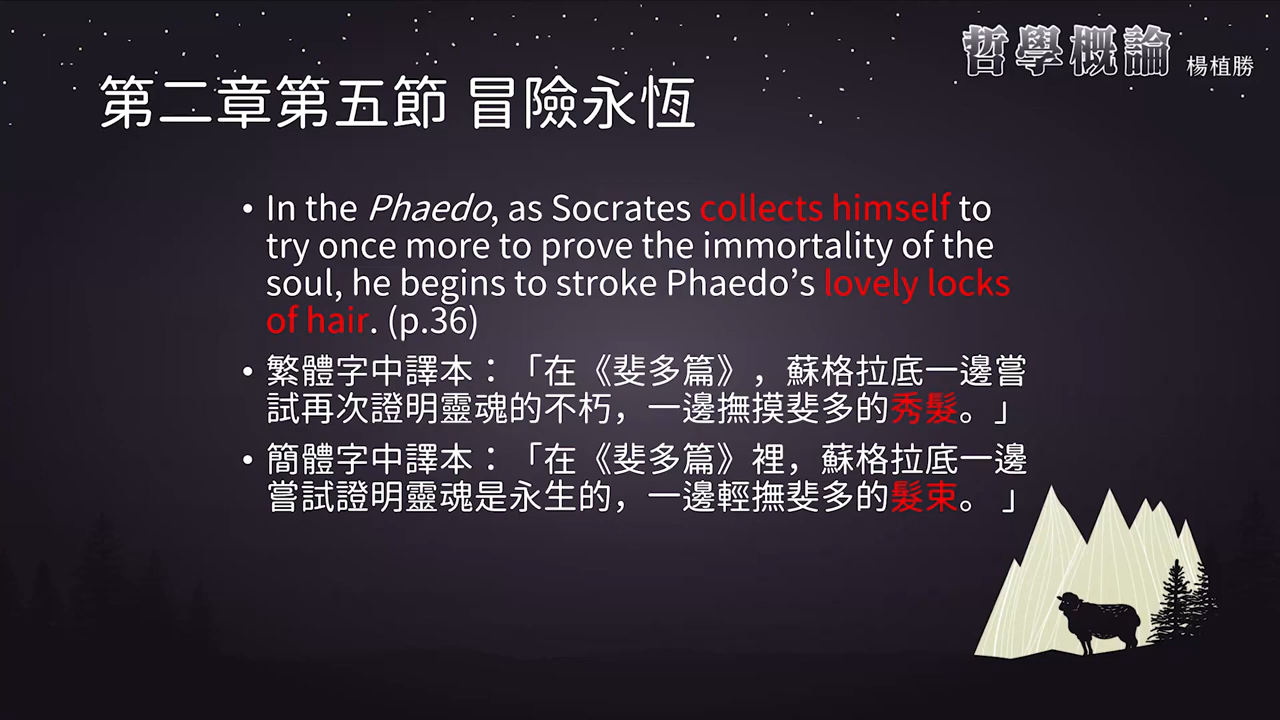 哲學概論 楊植勝
第二章第五節 冒險永恆
• In the Phaedo, as Socrates collects himself to
try once more to prove the immortality of the
soul, he begins to stroke Phaedo’s lovely locks
of hair. (p.36)
• 繁體字中譯本：「在《斐多篇》，蘇格拉底一邊嘗
試再次證明靈魂的不朽，一邊撫摸斐多的秀髮。」
• 簡體字中譯本：「在《斐多篇》裡，蘇格拉底一邊
嘗試證明靈魂是永生的，一邊輕撫斐多的髮束。」